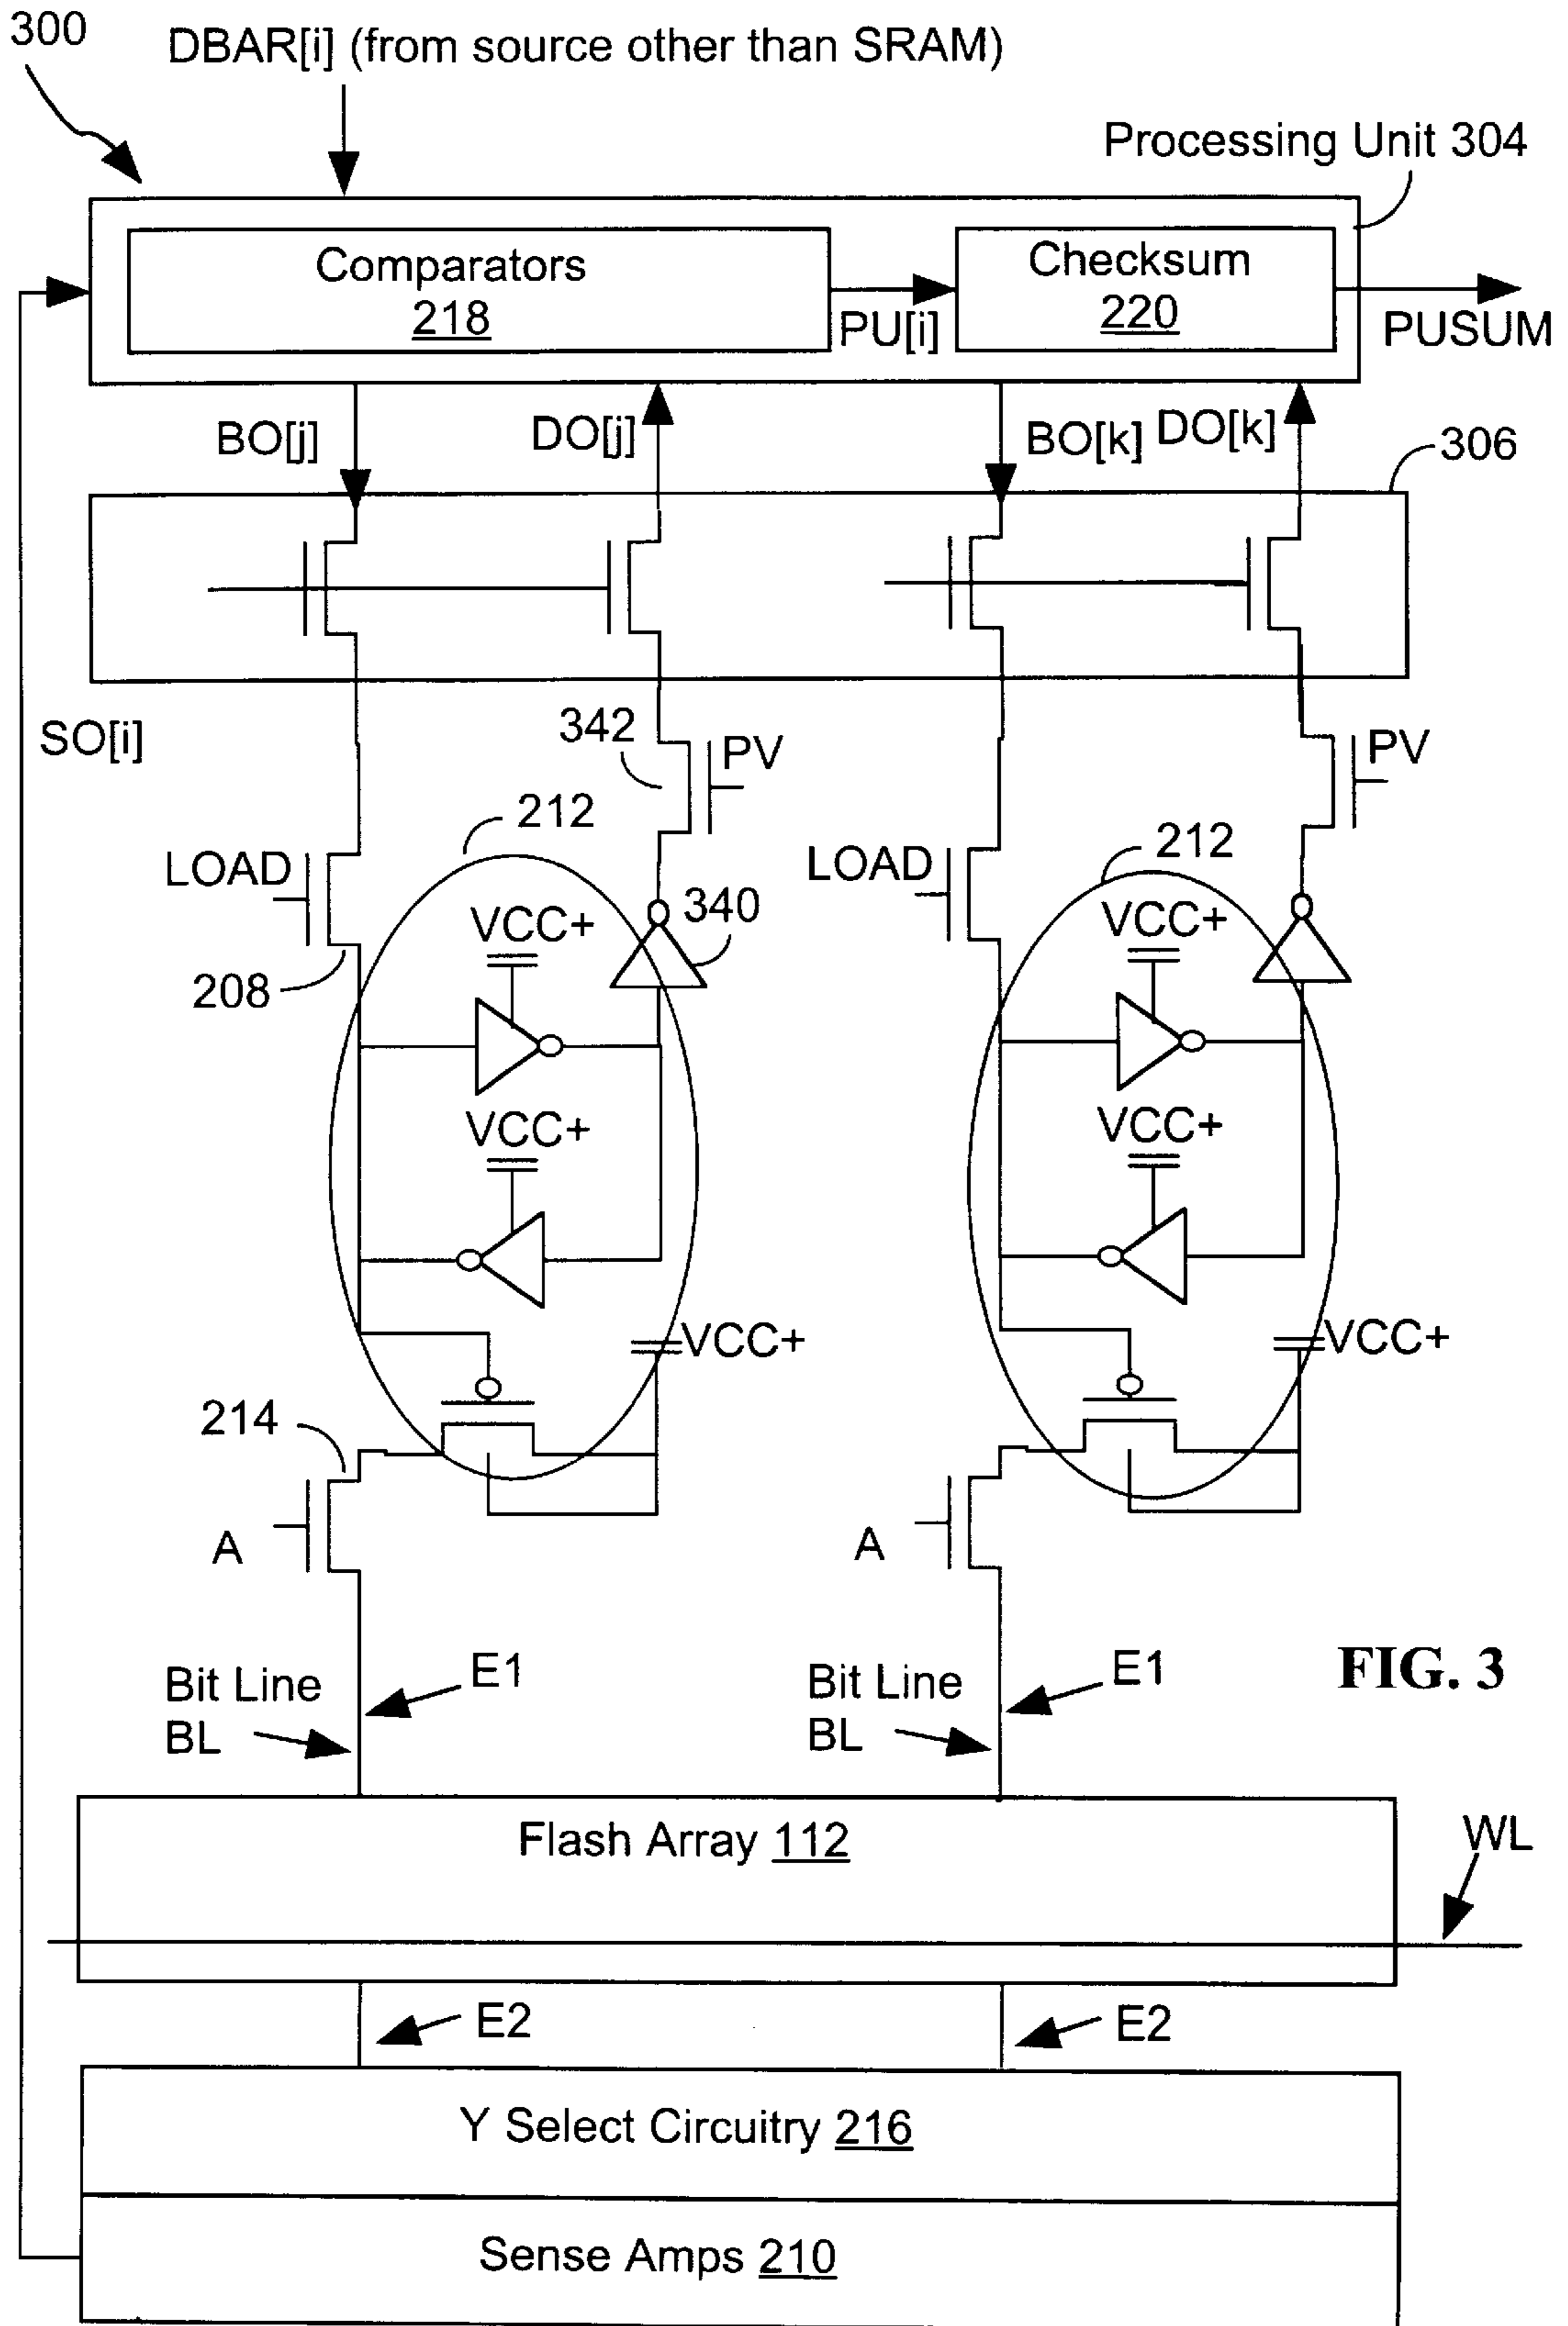 300
DBAR[i] (from source other than SRAM)
Processing Unit 304
Comparators
218
PU[i]
Checksum
220
PUSUM
BO[j]
DO[j]
BO[k]
DO[k]
306
SO[i]
342
PV
PV
212
212
LOAD
LOAD
VCC+
340
VCC+
208
VCC+
VCC+
VCC+
VCC+
214
A
A
Bit Line
BL
E1
Bit Line
BL
E1
FIG. 3
Flash Array 112
WL
E2
E2
Y Select Circuitry 216
Sense Amps 210